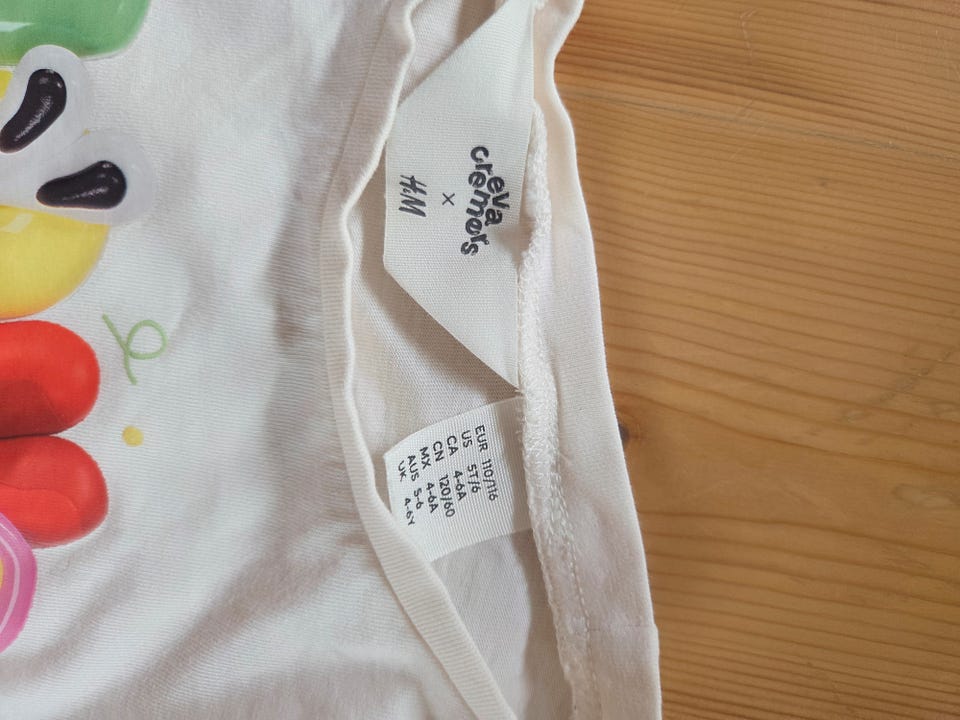 eva
cremers
x
H&M
EUR 110/116
US 5T/6
CA 4-6A
CN 120/60
MX 4-6A
AUS 5-6
UK 4-6Y